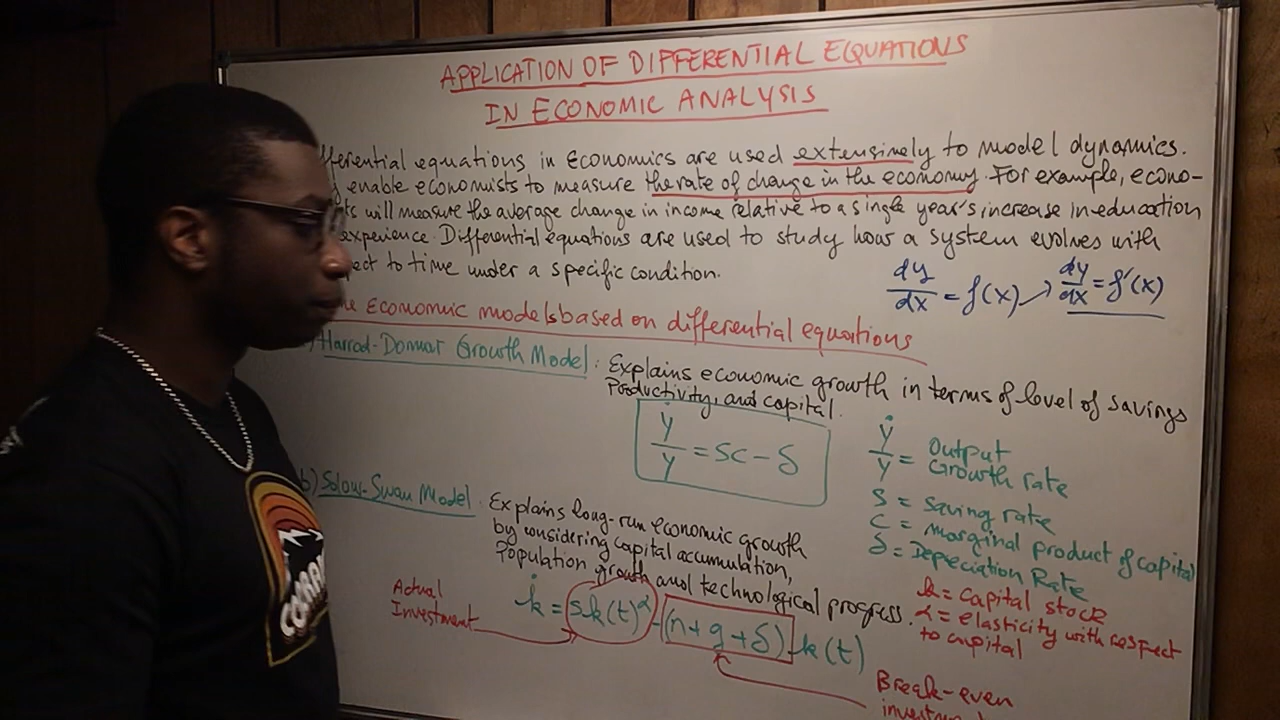 APPLICATION OF DIFFERENTIAL EQUATIONS
IN ECONOMIC ANALYSIS
fferential equations in Economics are used extensively to model dynamics.
enable economists to measure the rate of change in the economy. For example, econo-
ts will measure the average change in income relative to a single year's increase in education
experience. Differential equations are used to study how a system evolves with
ect to time under a specific condition.
dy/dx = f(x) → dy/dx = f'(x)
me Economic models based on differential equations
) Harrod-Dommar Growth Model : Explains economic growth in terms of level of savings
Productivity, and capital.
Ẏ/Y = sc - δ
Ẏ/Y = Output Growth rate
s = saving rate
c = marginal product of capital
δ = Depeciation Rate
b) Solow-Swan Model . Explains long-run economic growth
by considering capital accumulation,
Population growth and technological progress.
Actual
Investment
k̇ = sk(t)^α - (n+g+δ) k(t)
k = capital stock
α = elasticity with respect
to capital
Break-even